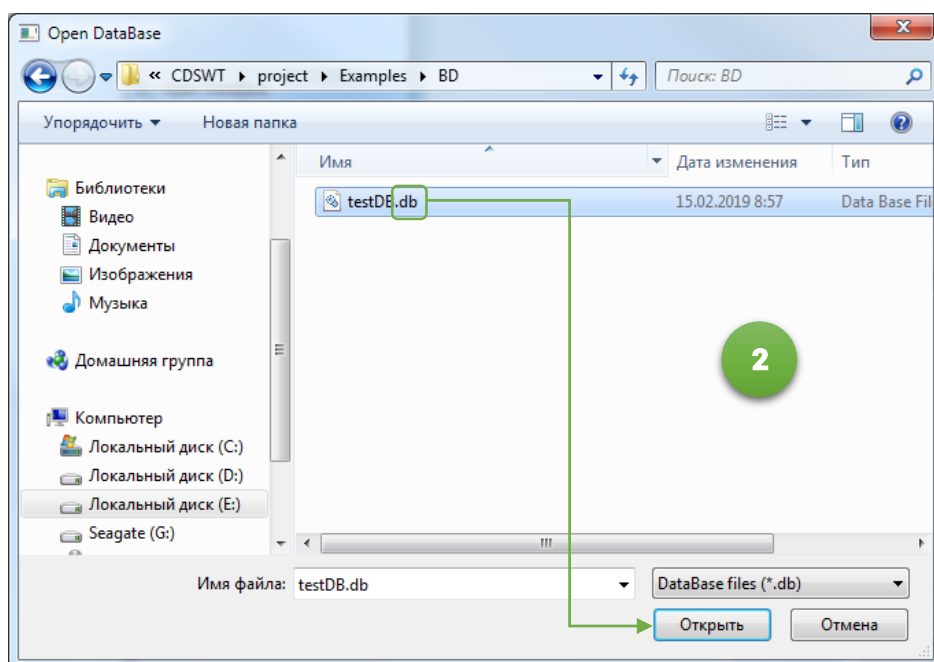 Open DataBase
« CDSWT project Examples BD
Поиск: BD
Упорядочить Новая папка
Имя Дата изменения Тип
testDB.db 15.02.2019 8:57 Data Base Fil
Библиотеки
Видео
Документы
Изображения
Музыка
Домашняя группа
2
Компьютер
Локальный диск (C:)
Локальный диск (D:)
Локальный диск (E:)
Seagate (G:)
Имя файла: testDB.db DataBase files (*.db)
Открыть Отмена